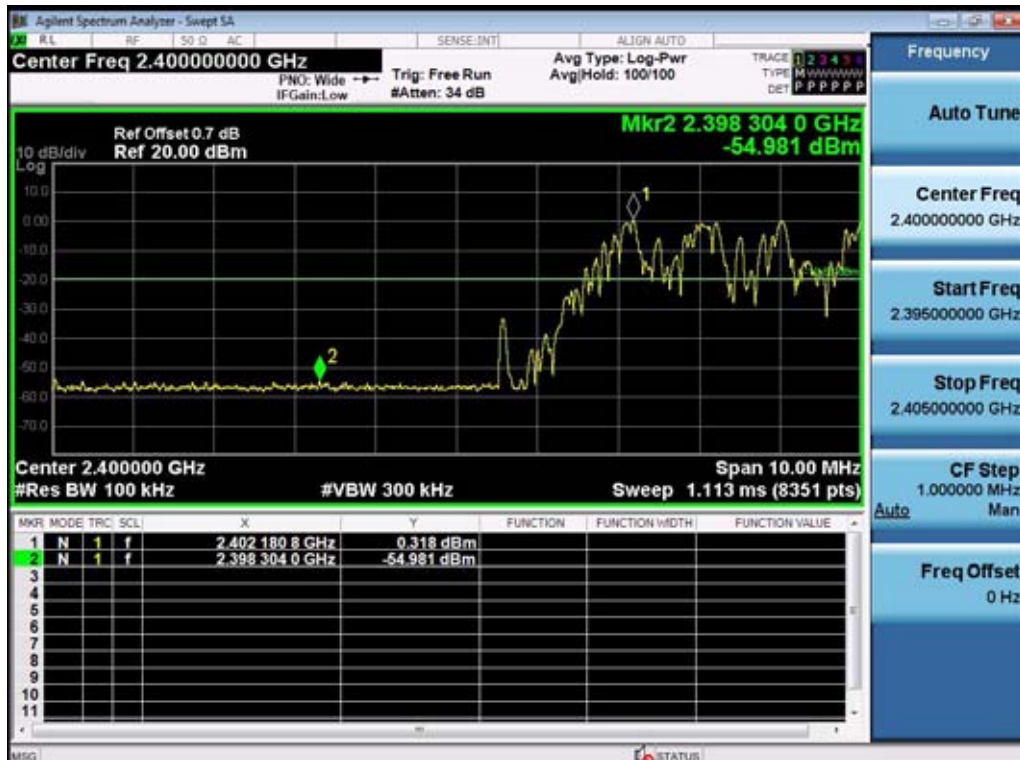 Agilent Spectrum Analyzer - Swept SA
RL RF 50 Ω AC SENSE:INT ALIGN AUTO
Center Freq 2.400000000 GHz
PNO: Wide
IFGain:Low
Trig: Free Run
#Atten: 34 dB
Avg Type: Log-Pwr
Avg|Hold: 100/100
TRACE 1 2 3 4 5 6
TYPE M W W W W W
DET P P P P P P
Frequency
Auto Tune
Center Freq
2.400000000 GHz
Start Freq
2.395000000 GHz
Stop Freq
2.405000000 GHz
CF Step
1.000000 MHz
Auto Man
Freq Offset
0 Hz
Mkr2 2.398 304 0 GHz
-54.981 dBm
Ref Offset 0.7 dB
10 dB/div Ref 20.00 dBm
Log
10.0
0.00
-10.0
-20.0
-30.0
-40.0
-50.0
-60.0
-70.0
1
2
Center 2.400000 GHz Span 10.00 MHz
#Res BW 100 kHz #VBW 300 kHz Sweep 1.113 ms (8351 pts)
MKR MODE TRC SCL X Y FUNCTION FUNCTION WIDTH FUNCTION VALUE
1 N 1 f 2.402 180 8 GHz 0.318 dBm
2 N 1 f 2.398 304 0 GHz -54.981 dBm
3
4
5
6
7
8
9
10
11
MSG STATUS